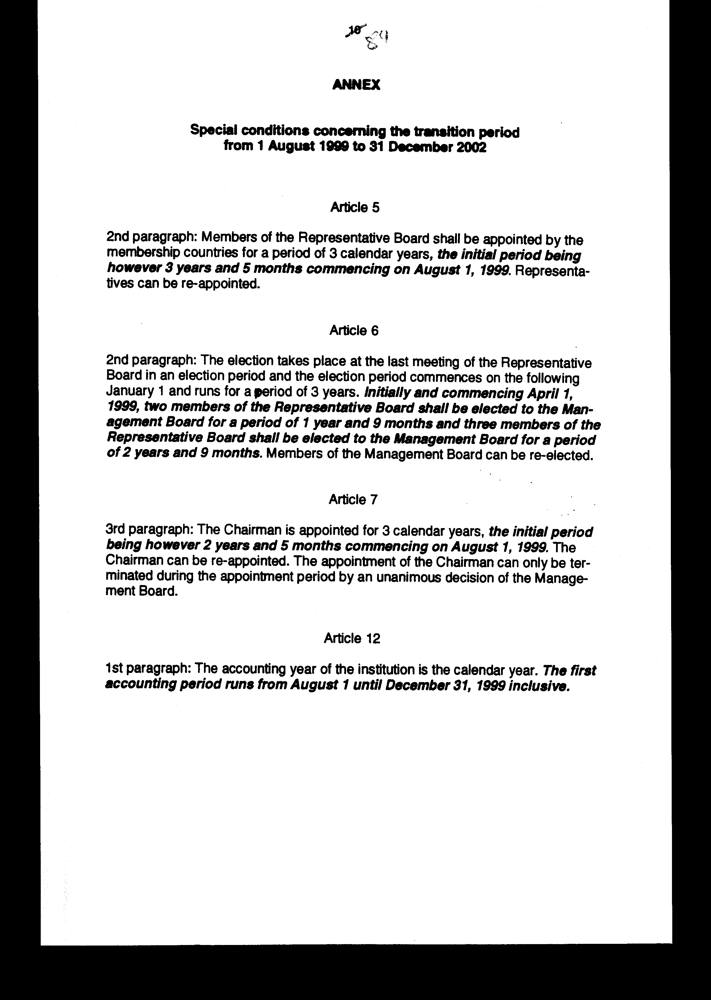 10
84
ANNEX
Special conditions concerning the transition period
from 1 August 1999 to 31 December 2002
Article 5
2nd paragraph: Members of the Representative Board shall be appointed by the
membership countries for a period of 3 calendar years, the initial period being
however 3 years and 5 months commencing on August 1, 1999. Representa-
tives can be re-appointed.
Article 6
2nd paragraph: The election takes place at the last meeting of the Representative
Board in an election period and the election period commences on the following
January 1 and runs for a period of 3 years. Initially and commencing April 1,
1999, two members of the Representative Board shall be elected to the Man-
agement Board for a period of 1 year and 9 months and three members of the
Representative Board shall be elected to the Management Board for a period
of 2 years and 9 months. Members of the Management Board can be re-elected.
Article 7
3rd paragraph: The Chairman is appointed for 3 calendar years, the initial period
being however 2 years and 5 months commencing on August 1, 1999. The
Chairman can be re-appointed. The appointment of the Chairman can only be ter-
minated during the appointment period by an unanimous decision of the Manage-
ment Board.
Article 12
1st paragraph: The accounting year of the institution is the calendar year. The first
accounting period runs from August 1 until December 31, 1999 inclusive.